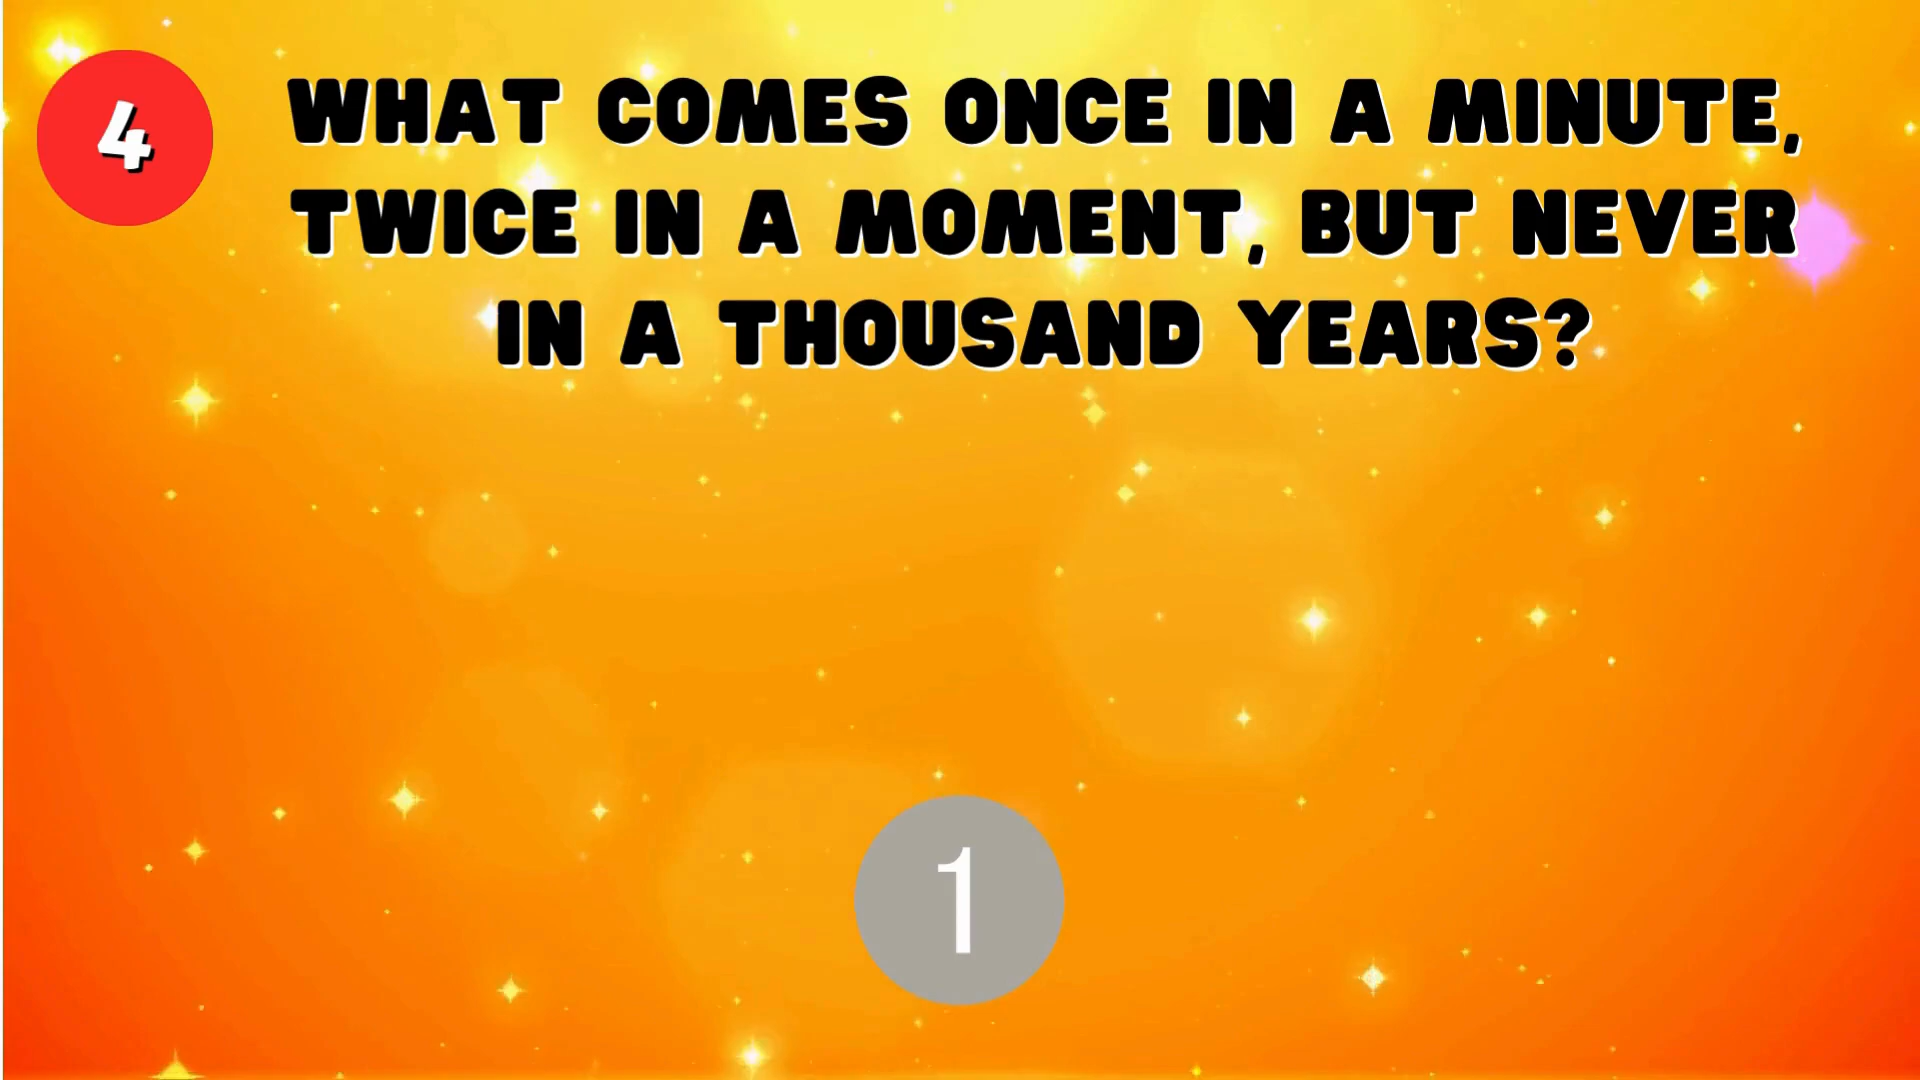 4
WHAT COMES ONCE IN A MINUTE,
TWICE IN A MOMENT, BUT NEVER
IN A THOUSAND YEARS?
1